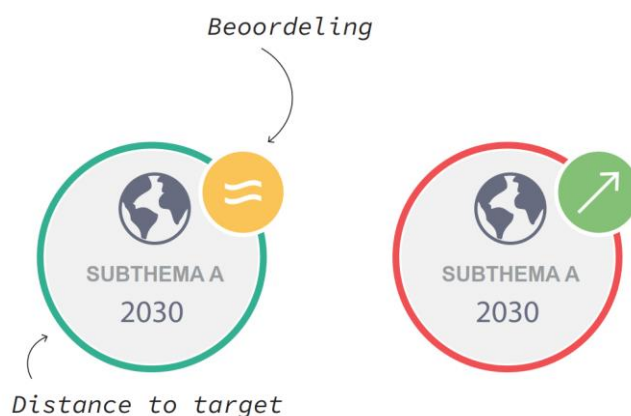 Beoordeling
SUBTHEMA A
2030
SUBTHEMA A
2030
Distance to target